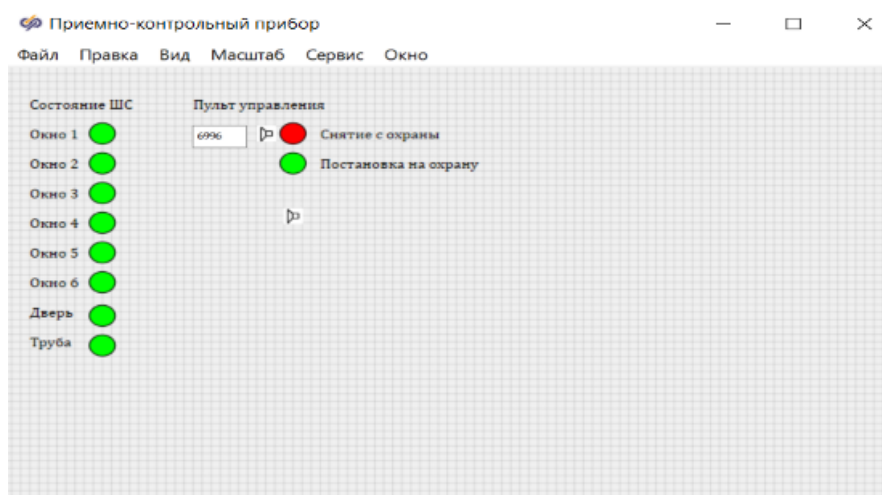 Приемно-контрольный прибор
Файл Правка Вид Масштаб Сервис Окно
Состояние ШС Пульт управления
Окно 1 6996 Снятие с охраны
Окно 2 Постановка на охрану
Окно 3
Окно 4
Окно 5
Окно 6
Дверь
Труба